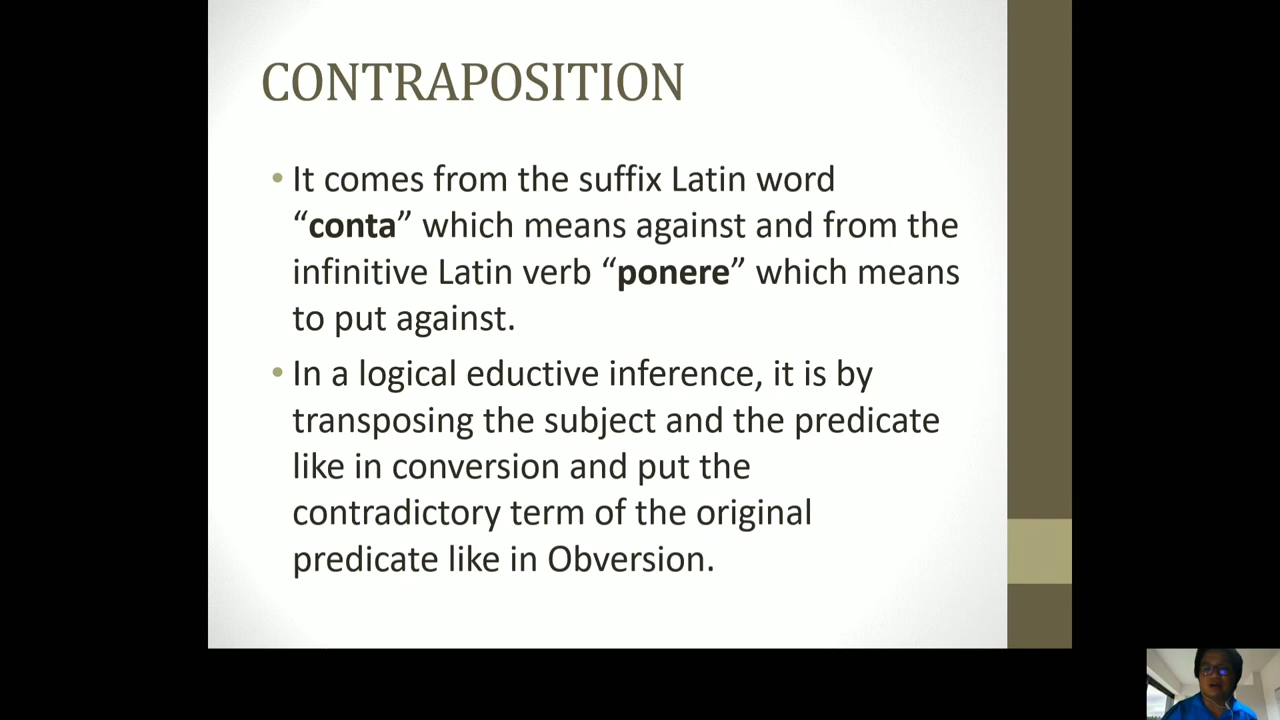 CONTRAPOSITION
• It comes from the suffix Latin word
“conta” which means against and from the
infinitive Latin verb “ponere” which means
to put against.
• In a logical eductive inference, it is by
transposing the subject and the predicate
like in conversion and put the
contradictory term of the original
predicate like in Obversion.